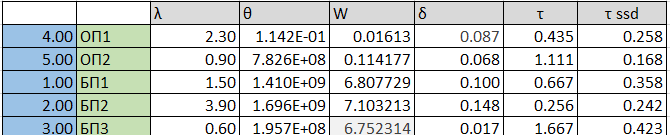 λ θ W δ τ τ ssd
4.00 ОП1 2.30 1.142E-01 0.01613 0.087 0.435 0.258
5.00 ОП2 0.90 7.826E+08 0.114177 0.068 1.111 0.168
1.00 БП1 1.50 1.410E+09 6.807729 0.100 0.667 0.358
2.00 БП2 3.90 1.696E+09 7.103213 0.148 0.256 0.242
3.00 БП3 0.60 1.957E+08 6.752314 0.017 1.667 0.423